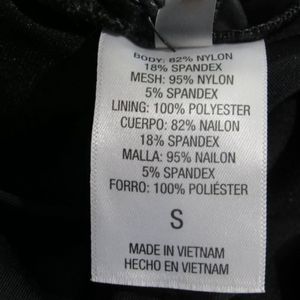 BODY: 82% NYLON
18% SPANDEX
MESH: 95% NYLON
5% SPANDEX
LINING: 100% POLYESTER
CUERPO: 82% NAILON
18% SPANDEX
MALLA: 95% NAILON
5% SPANDEX
FORRO: 100% POLIÉSTER
S
MADE IN VIETNAM
HECHO EN VIETNAM